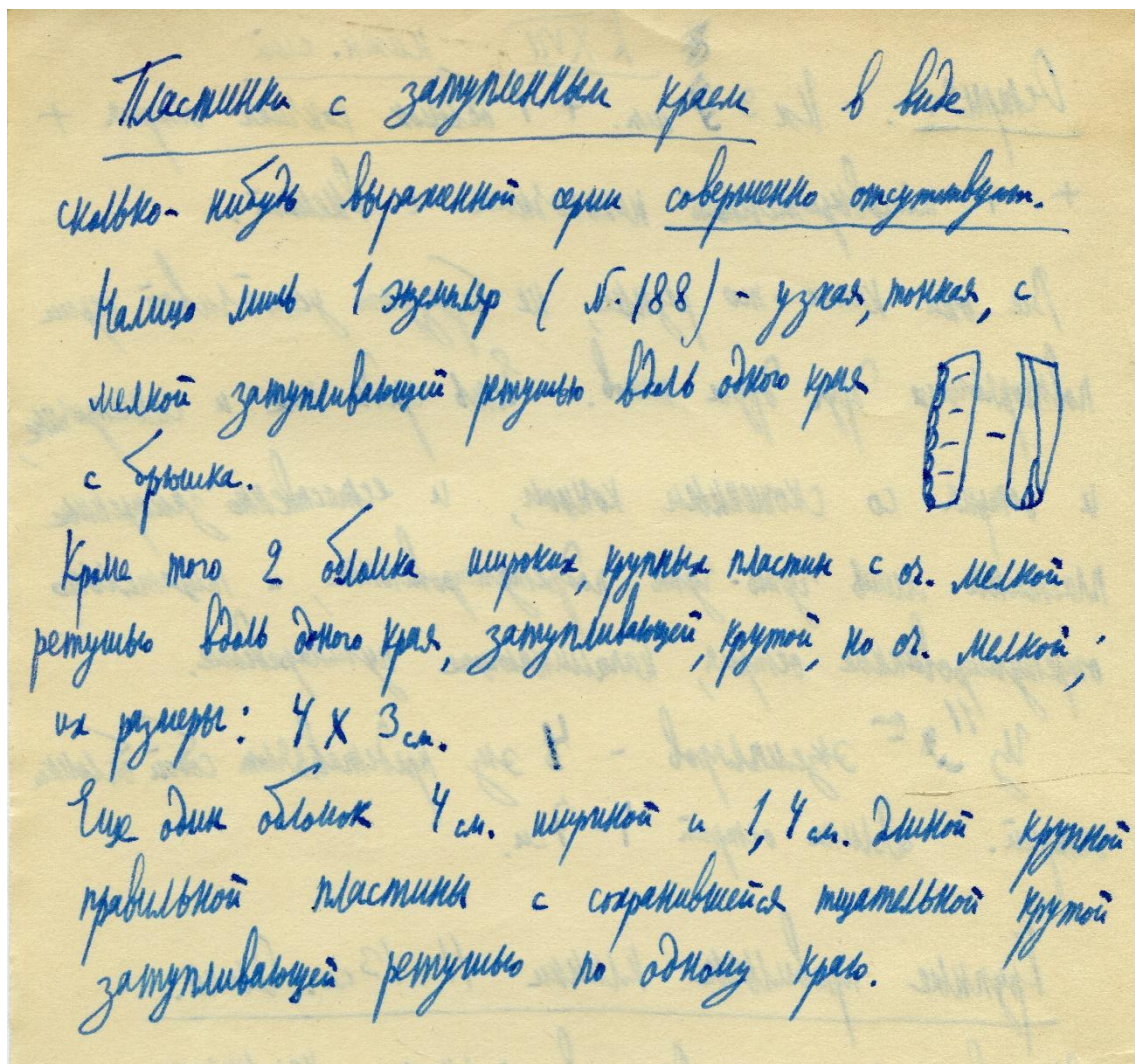 Пластинки с затупленным краем в виде
сколько-нибудь выраженной серии совершенно отсутствуют.
Налицо лишь 1 экземпляр (№ 188) узкая, тонкая, с
мелкой затупливающей ретушью вдоль одного края
с брюшка.
Кроме того 2 обломка широких, крупных пластин с оч. мелкой
ретушью вдоль одного края, затупливающей, крутой, но оч. мелкой;
их размеры: 4 X 3 см.
Еще один обломок 4 см. шириной и 1,4 см. длиной крупной
правильной пластины с сохранившейся тщательной крутой
затупливающей ретушью по одному краю.